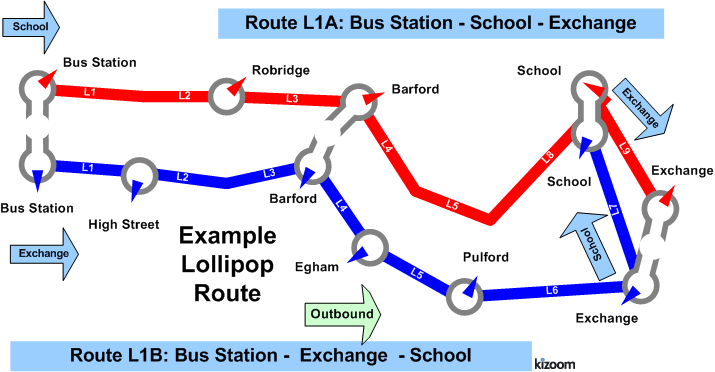 School
Route L1A: Bus Station - School - Exchange
Bus Station
Robridge
Barford
School
Exchange
L1
L2
L3
L4
L5
L8
L9
Exchange
L1
L2
L3
L4
L5
L6
L7
Bus Station
High Street
Barford
School
Exchange
School
Example
Lollipop
Route
Egham
Pulford
Outbound
Exchange
Route L1B: Bus Station - Exchange - School
kizoom